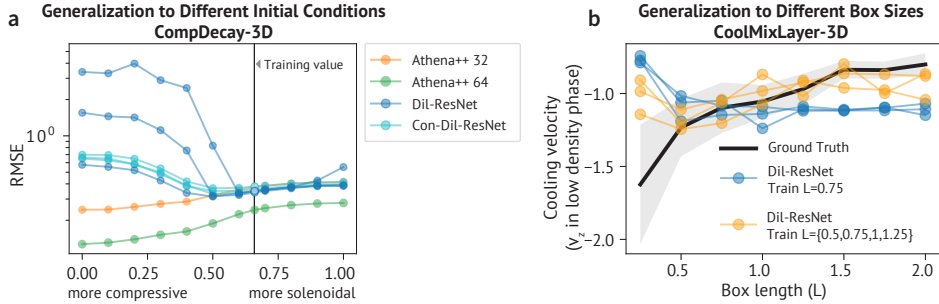 a
Generalization to Different Initial Conditions
CompDecay-3D
Training value
Athena++ 32
Athena++ 64
Dil-ResNet
Con-Dil-ResNet
RMSE
10⁰
0.00
0.25
0.50
0.75
1.00
more compressive
more solenoidal
b
Generalization to Different Box Sizes
CoolMixLayer-3D
Cooling velocity
(v_z in low density phase)
−1.0
−1.5
−2.0
Ground Truth
Dil-ResNet
Train L=0.75
Dil-ResNet
Train L={0.5,0.75,1,1.25}
0.5
1.0
1.5
2.0
Box length (L)